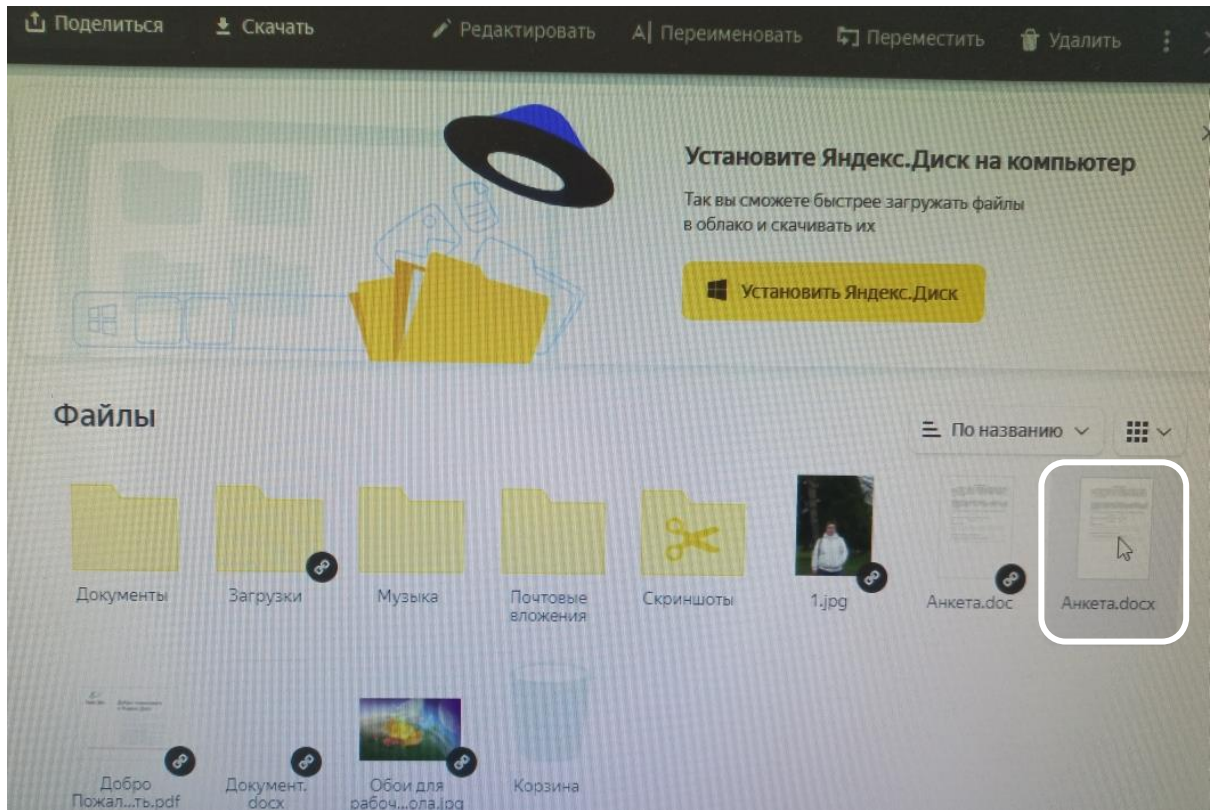 Поделиться
Скачать
Редактировать
A| Переименовать
Переместить
Удалить
Установите Яндекс.Диск на компьютер
Так вы сможете быстрее загружать файлы
в облако и скачивать их
Установить Яндекс.Диск
Файлы
По названию
Документы
Загрузки
Музыка
Почтовые
вложения
Скриншоты
1.jpg
Анкета.doc
Анкета.docx
Добро
Пожал...ть.pdf
Документ.
docx
Обои для
рабоч...ола.jpg
Корзина